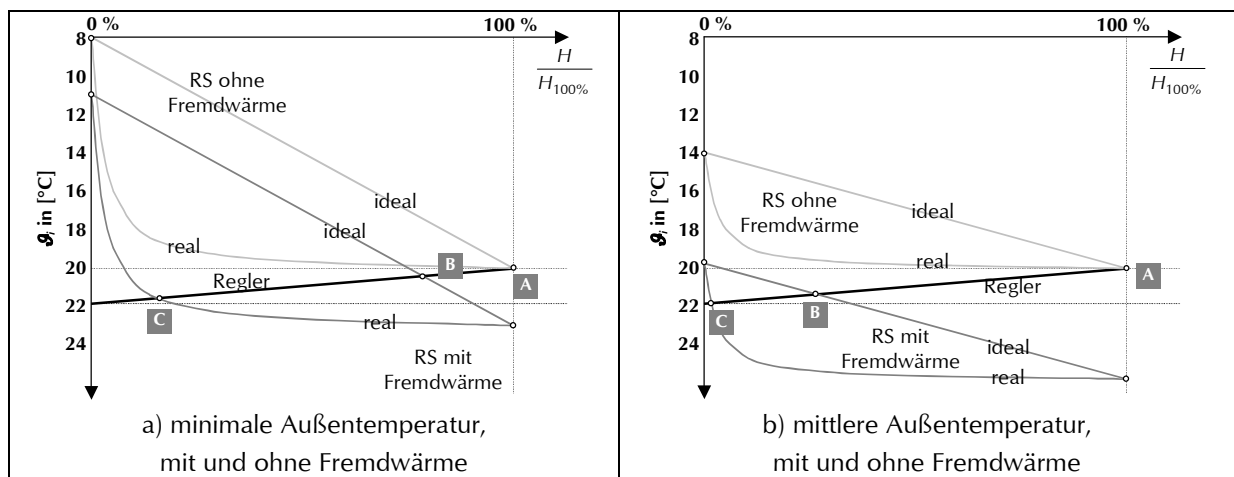 0 %
100 %
8
10
12
14
16
18
20
22
24
ϑi in [°C]
H
H100%
RS ohne
Fremdwärme
ideal
ideal
real
Regler
B
A
C
real
RS mit
Fremdwärme
a) minimale Außentemperatur,
mit und ohne Fremdwärme
0 %
100 %
8
10
12
14
16
18
20
22
24
ϑi in [°C]
H
H100%
RS ohne
Fremdwärme
ideal
real
A
Regler
C
B
RS mit
Fremdwärme
ideal
real
b) mittlere Außentemperatur,
mit und ohne Fremdwärme